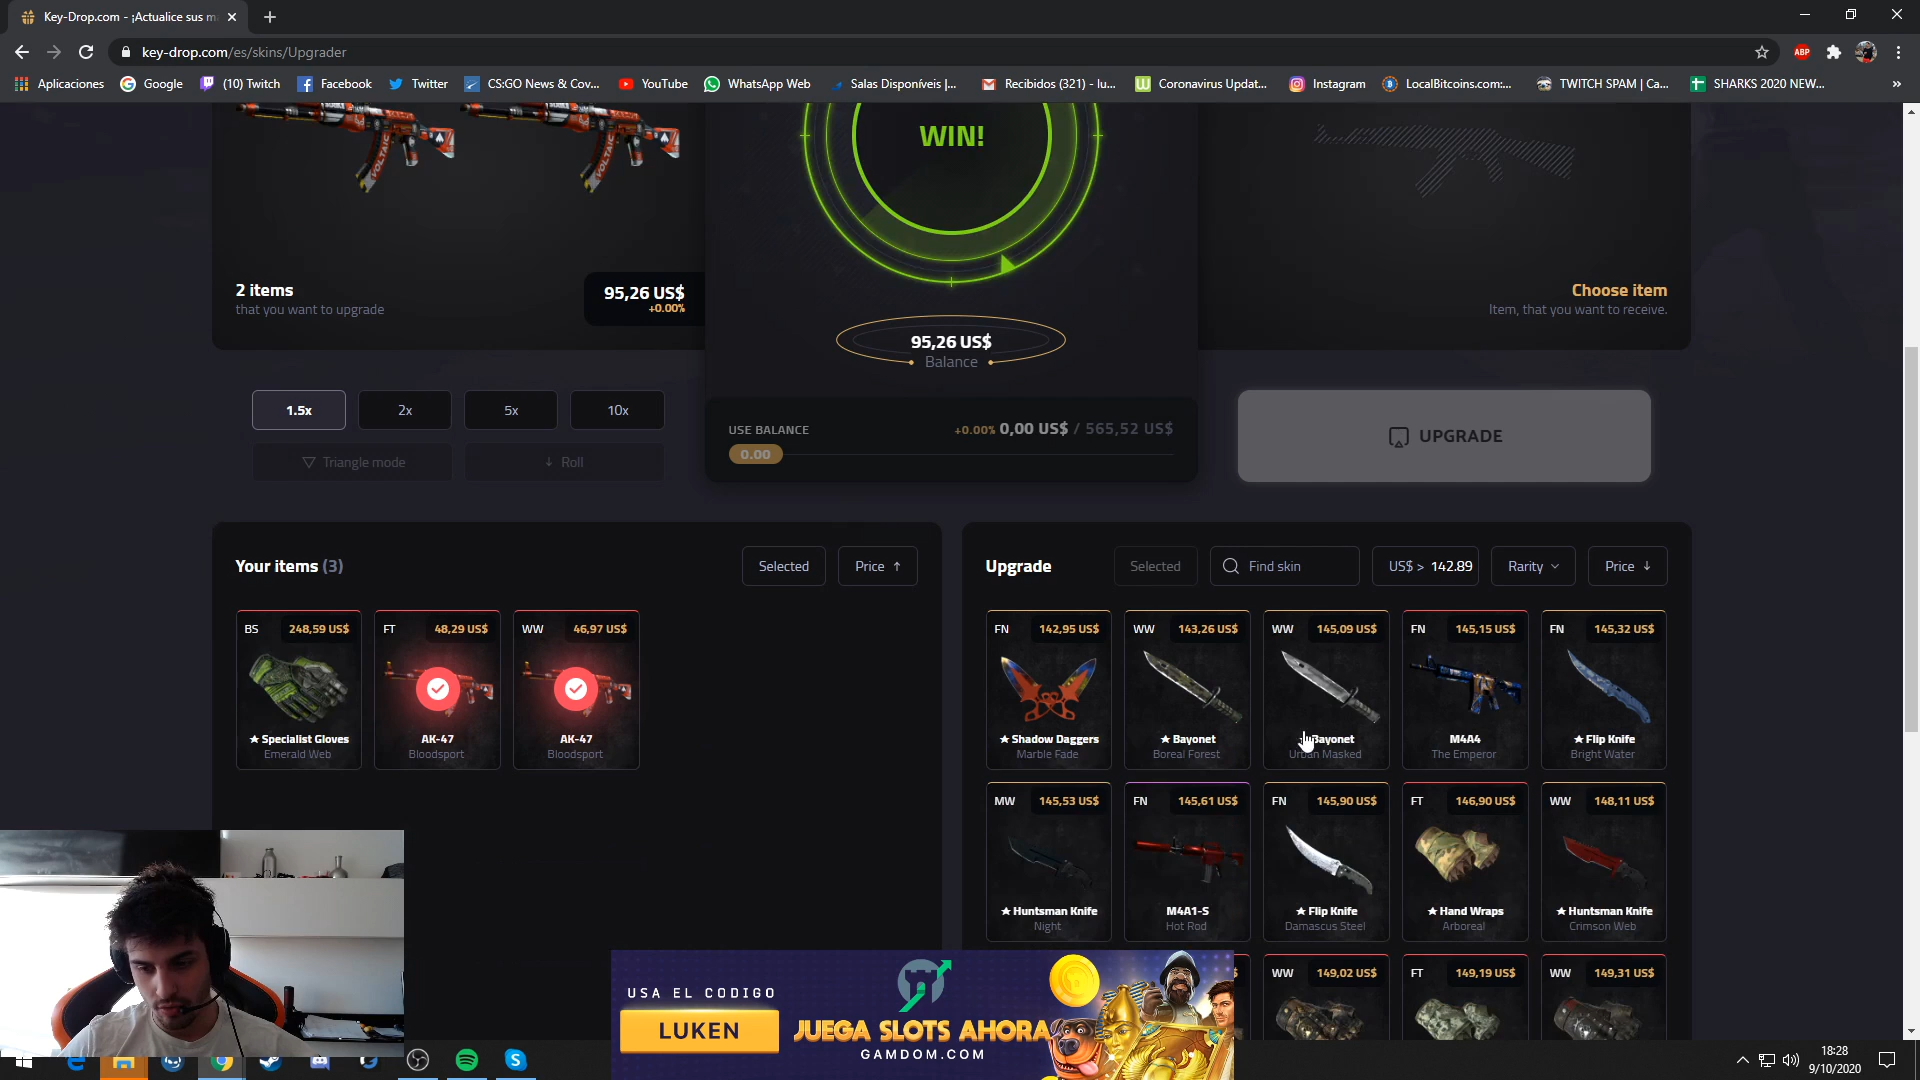 Key-Drop.com - ¡Actualice sus m
key-drop.com/es/skins/Upgrader
ABP
Aplicaciones
Google
(10) Twitch
Facebook
Twitter
CS:GO News & Cov...
YouTube
WhatsApp Web
Salas Disponíveis |...
Recibidos (321) - lu...
Coronavirus Updat...
Instagram
LocalBitcoins.com:...
TWITCH SPAM | Ca...
SHARKS 2020 NEW...
»
VOLTAIC
VOLTAIC
WIN!
2 items
that you want to upgrade
95,26 US$
+0.00%
95,26 US$
Balance
Choose item
Item, that you want to receive.
1.5x
2x
5x
10x
Triangle mode
Roll
USE BALANCE
+0.00% 0,00 US$ / 565,52 US$
0.00
UPGRADE
Your items (3)
Selected
Price
Upgrade
Selected
Find skin
US$ > 142.89
Rarity
Price
BS 248,59 US$
★ Specialist Gloves
Emerald Web
FT 48,29 US$
AK-47
Bloodsport
WW 46,97 US$
AK-47
Bloodsport
FN 142,95 US$
★ Shadow Daggers
Marble Fade
WW 143,26 US$
★ Bayonet
Boreal Forest
WW 145,09 US$
Bayonet
Urban Masked
FN 145,15 US$
M4A4
The Emperor
FN 145,32 US$
★ Flip Knife
Bright Water
MW 145,53 US$
★ Huntsman Knife
Night
FN 145,61 US$
M4A1-S
Hot Rod
FN 145,90 US$
★ Flip Knife
Damascus Steel
FT 146,90 US$
★ Hand Wraps
Arboreal
WW 148,11 US$
★ Huntsman Knife
Crimson Web
WW 149,02 US$
FT 149,19 US$
WW 149,31 US$
USA EL CODIGO
LUKEN
JUEGA SLOTS AHORA
GAMDOM.COM
18:28
9/10/2020